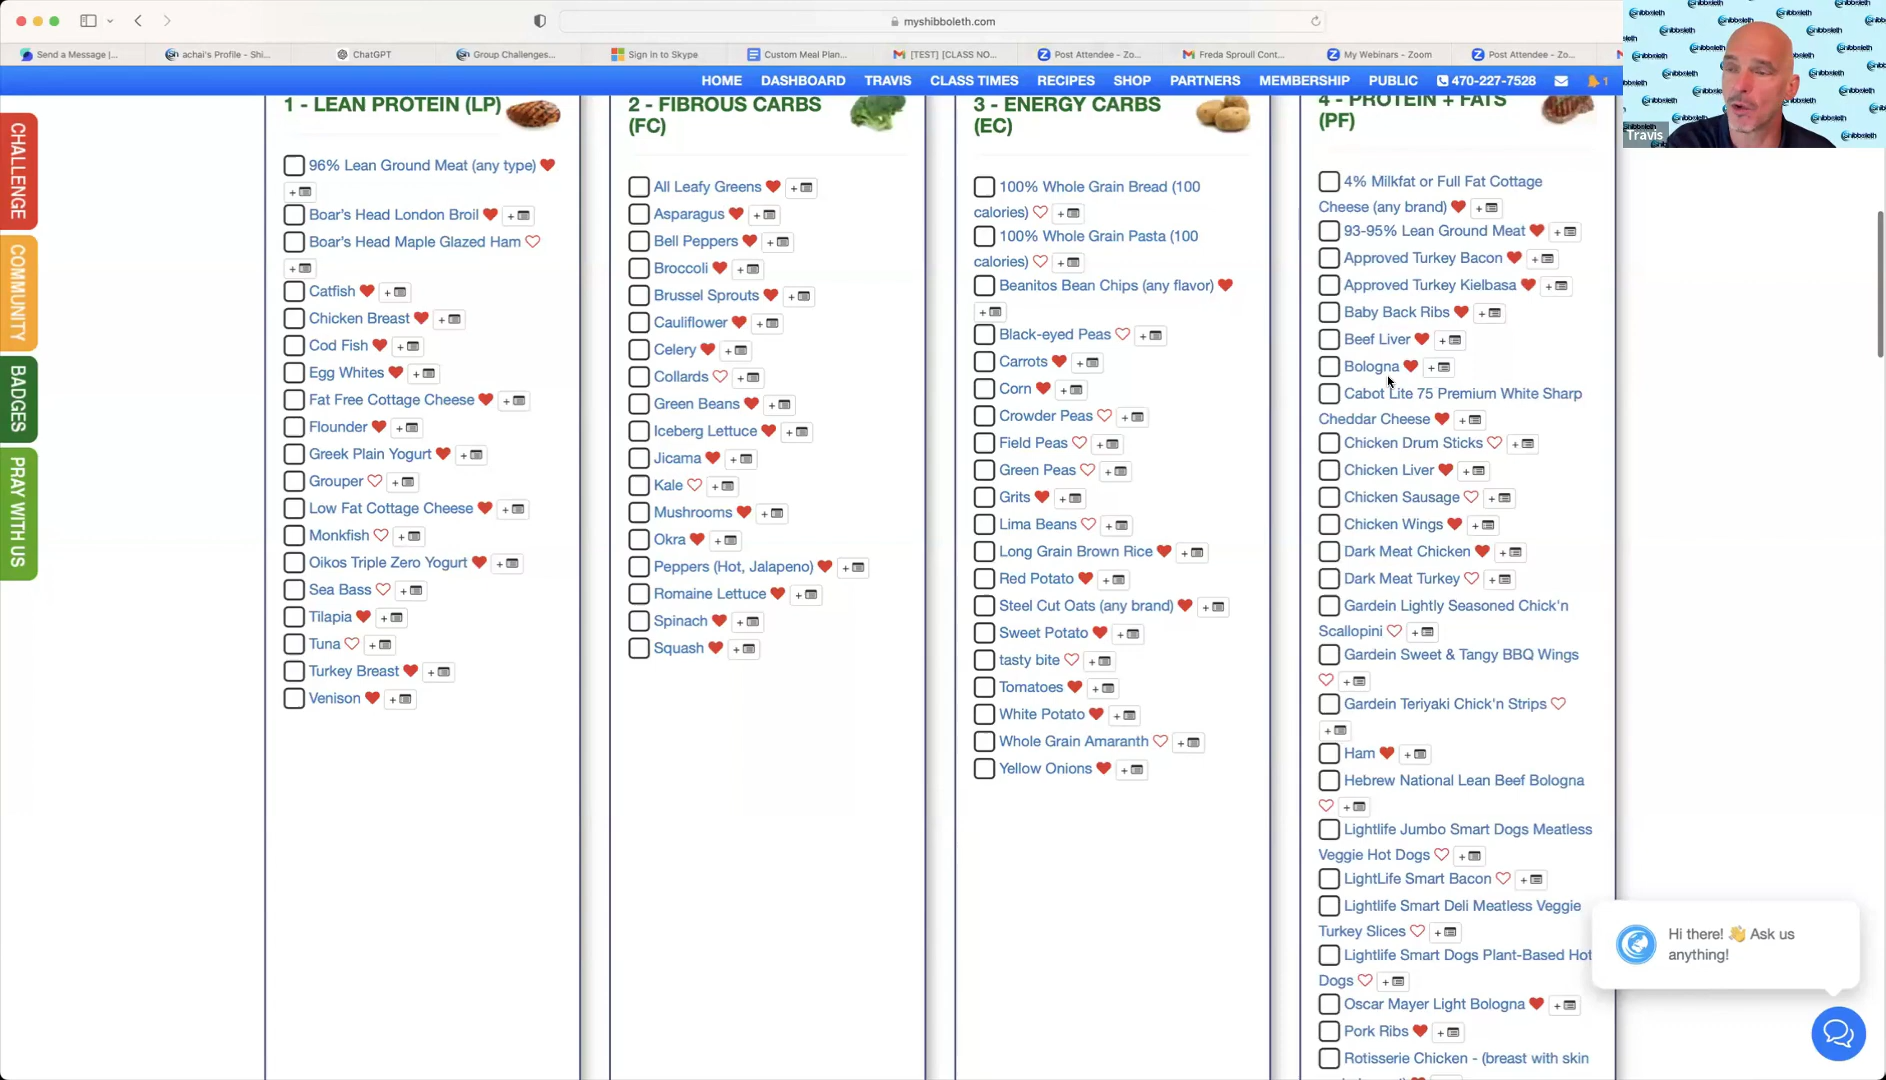 myshibboleth.com
Send a Message |...
achai's Profile - Shi...
ChatGPT
Group Challenges...
Sign in to Skype
Custom Meal Plan...
[TEST] [CLASS NO...
Post Attendee - Zo...
Freda Sproull Cont...
My Webinars - Zoom
Post Attendee - Zo...
HOME DASHBOARD TRAVIS CLASS TIMES RECIPES SHOP PARTNERS MEMBERSHIP PUBLIC 470-227-7528 1
Travis
CHALLENGE
COMMUNITY
BADGES
PRAY WITH US
1 - LEAN PROTEIN (LP)
96% Lean Ground Meat (any type)
+
Boar's Head London Broil +
Boar's Head Maple Glazed Ham
+
Catfish +
Chicken Breast +
Cod Fish +
Egg Whites +
Fat Free Cottage Cheese +
Flounder +
Greek Plain Yogurt +
Grouper +
Low Fat Cottage Cheese +
Monkfish +
Oikos Triple Zero Yogurt +
Sea Bass +
Tilapia +
Tuna +
Turkey Breast +
Venison +
2 - FIBROUS CARBS
(FC)
All Leafy Greens +
Asparagus +
Bell Peppers +
Broccoli +
Brussel Sprouts +
Cauliflower +
Celery +
Collards +
Green Beans +
Iceberg Lettuce +
Jicama +
Kale +
Mushrooms +
Okra +
Peppers (Hot, Jalapeno) +
Romaine Lettuce +
Spinach +
Squash +
3 - ENERGY CARBS
(EC)
100% Whole Grain Bread (100
calories) +
100% Whole Grain Pasta (100
calories) +
Beanitos Bean Chips (any flavor)
+
Black-eyed Peas +
Carrots +
Corn +
Crowder Peas +
Field Peas +
Green Peas +
Grits +
Lima Beans +
Long Grain Brown Rice +
Red Potato +
Steel Cut Oats (any brand) +
Sweet Potato +
tasty bite +
Tomatoes +
White Potato +
Whole Grain Amaranth +
Yellow Onions +
4 - PROTEIN + FATS
(PF)
4% Milkfat or Full Fat Cottage
Cheese (any brand) +
93-95% Lean Ground Meat +
Approved Turkey Bacon +
Approved Turkey Kielbasa +
Baby Back Ribs +
Beef Liver +
Bologna +
Cabot Lite 75 Premium White Sharp
Cheddar Cheese +
Chicken Drum Sticks +
Chicken Liver +
Chicken Sausage +
Chicken Wings +
Dark Meat Chicken +
Dark Meat Turkey +
Gardein Lightly Seasoned Chick'n
Scallopini +
Gardein Sweet & Tangy BBQ Wings
+
Gardein Teriyaki Chick'n Strips
+
Ham +
Hebrew National Lean Beef Bologna
+
Lightlife Jumbo Smart Dogs Meatless
Veggie Hot Dogs +
LightLife Smart Bacon +
Lightlife Smart Deli Meatless Veggie
Turkey Slices +
Lightlife Smart Dogs Plant-Based Hot
Dogs +
Oscar Mayer Light Bologna +
Pork Ribs +
Rotisserie Chicken - (breast with skin
Hi there! 👋 Ask us
anything!